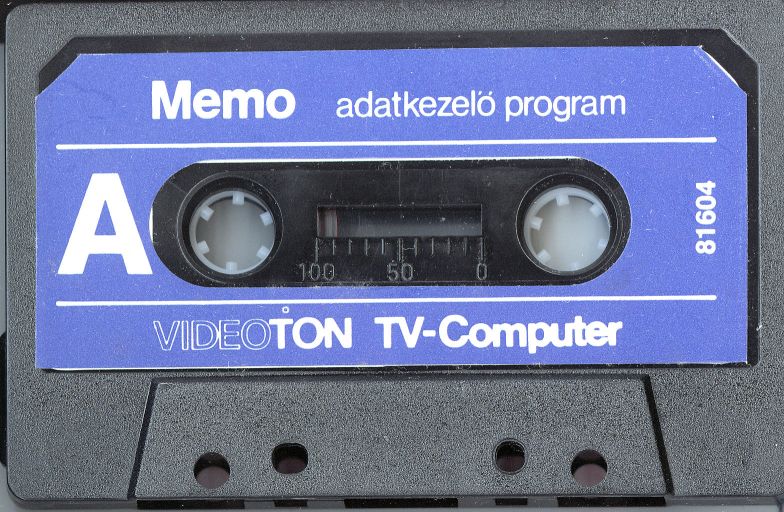 Memo adatkezelő program
A
81604
100 50 0
VIDEOTON TV-Computer